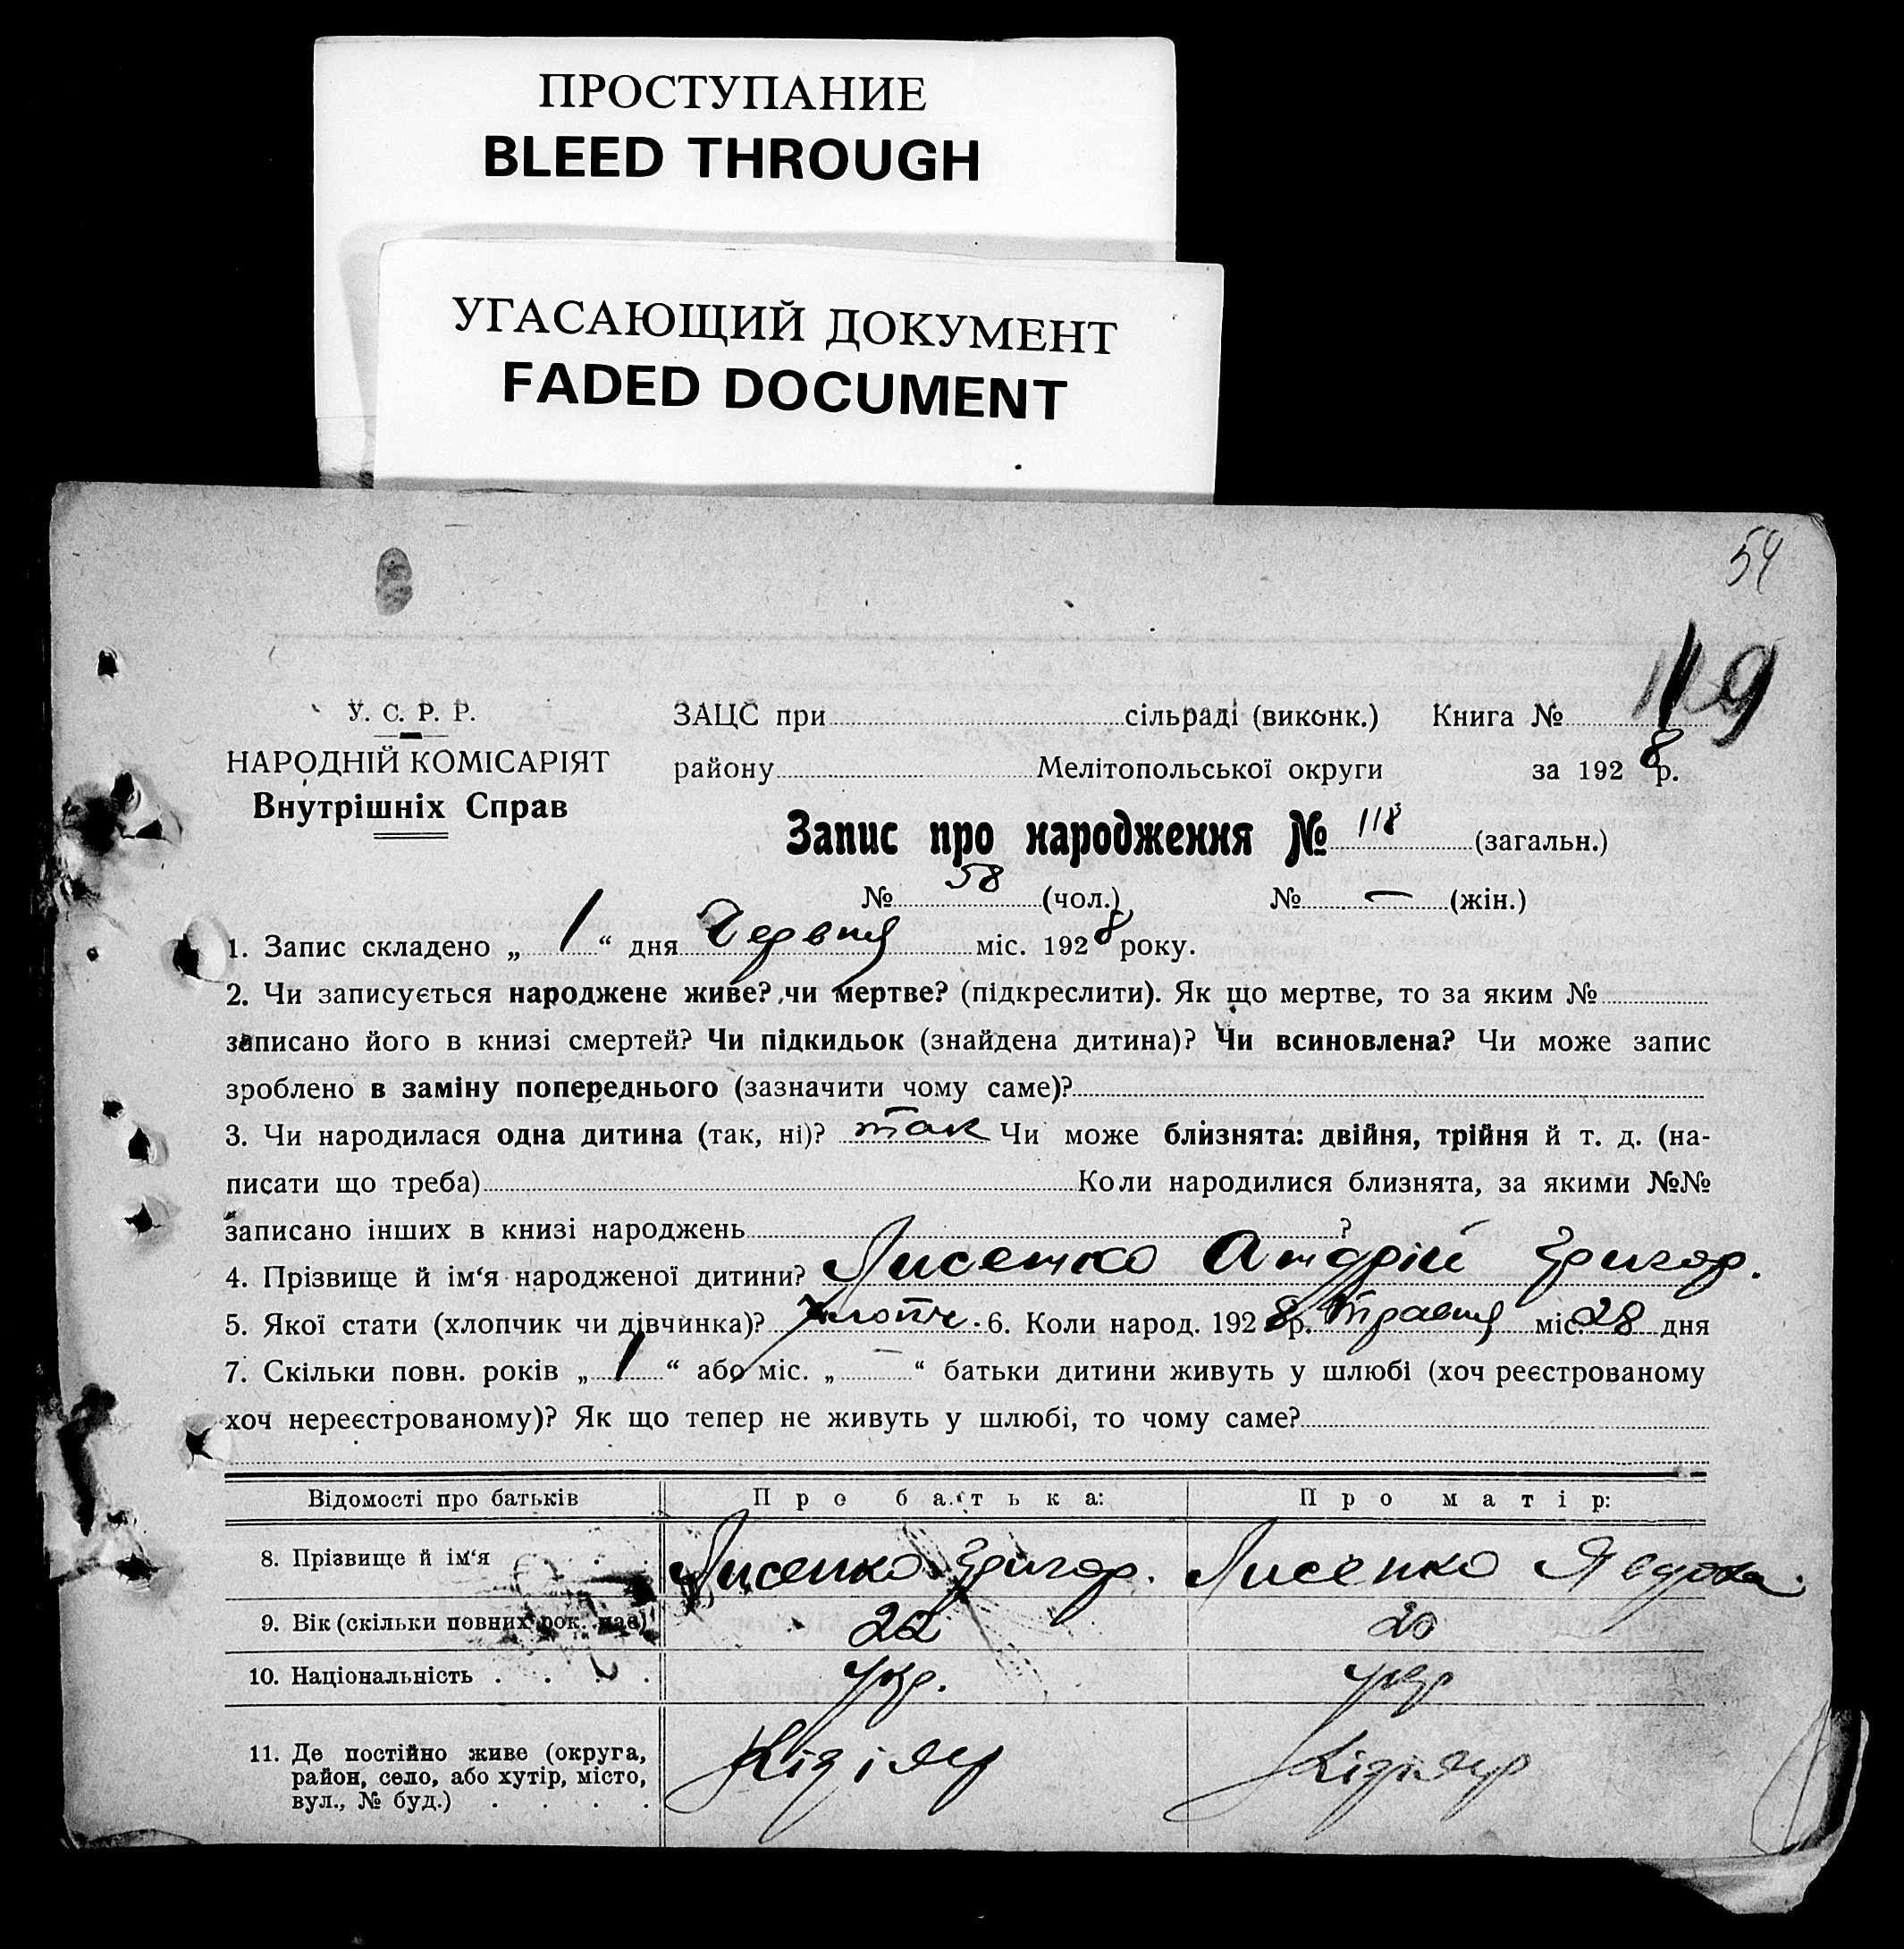 ПРОСТУПАНИЕ
BLEED THROUGH
УГАСАЮЩИЙ ДОКУМЕНТ
FADED DOCUMENT
54
119
У. С. Р. Р.
НАРОДНІЙ КОМІСАРІЯТ
Внутрішніх Справ
ЗАЦС при сільраді (виконк.) Книга №
району Мелітопольської округи за 1928 р.
Запис про народження № 118 (загальн.)
№ 58 (чол.) № — (жін.)
1. Запис складено „ 1 “ дня Червня міс. 1928 року.
2. Чи записується народжене живе? чи мертве? (підкреслити). Як що мертве, то за яким №
записано його в книзі смертей? Чи підкидьок (знайдена дитина)? Чи всиновлена? Чи може запис
зроблено в заміну попереднього (зазначити чому саме)?
3. Чи народилася одна дитина (так, ні)? так Чи може близнята: двійня, трійня й т. д. (на-
писати що треба) Коли народилися близнята, за якими №№
записано інших в книзі народжень ?
4. Прізвище й ім‘я народженої дитини? Лисенко Андрій Григор.
5. Якої стати (хлопчик чи дівчинка)? хлопч. 6. Коли народ. 1928 р. Травня міс. 28 дня
7. Скільки повн. років „ 1 “ або міс. „ — “ батьки дитини живуть у шлюбі (хоч реєстрованому
хоч нереєстрованому)? Як що тепер не живуть у шлюбі, то чому саме?
Відомості про батьків Про батька: Про матір:
8. Прізвище й ім‘я . . Лисенко Григор. Лисенко Явдоха
9. Вік (скільки повних рок. має) 22 20
10. Національність . . . . Укр. Укр
11. Де постійно живе (округа,
район, село, або хутір, місто,
вул., № буд.) . . . .
Кізіяр Кізіяр